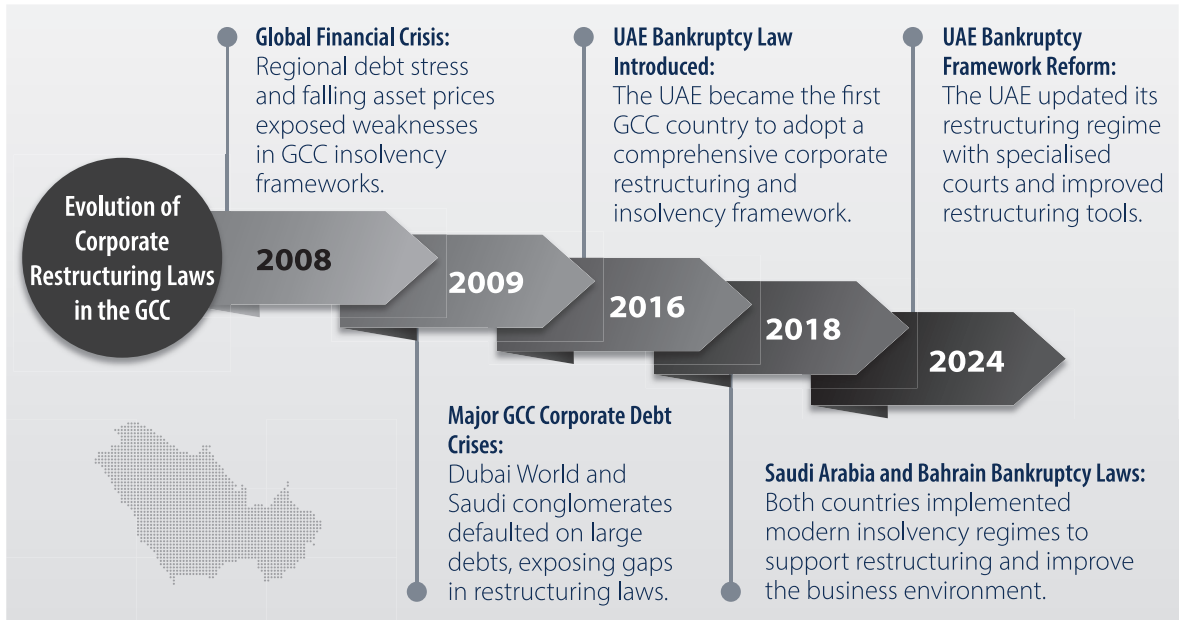 Evolution of
Corporate
Restructuring Laws
in the GCC
2008
Global Financial Crisis:
Regional debt stress
and falling asset prices
exposed weaknesses
in GCC insolvency
frameworks.
2009
Major GCC Corporate Debt
Crises:
Dubai World and
Saudi conglomerates
defaulted on large
debts, exposing gaps
in restructuring laws.
2016
UAE Bankruptcy Law
Introduced:
The UAE became the first
GCC country to adopt a
comprehensive corporate
restructuring and
insolvency framework.
2018
Saudi Arabia and Bahrain Bankruptcy Laws:
Both countries implemented
modern insolvency regimes to
support restructuring and improve
the business environment.
2024
UAE Bankruptcy
Framework Reform:
The UAE updated its
restructuring regime
with specialised
courts and improved
restructuring tools.